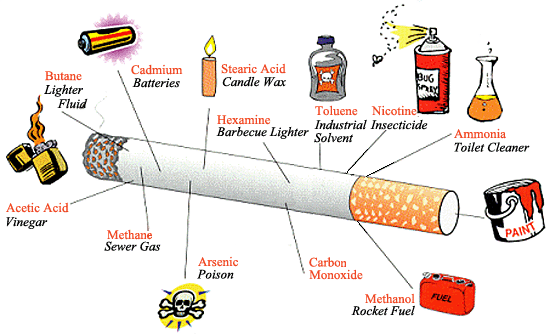 Cadmium
Batteries
Stearic Acid
Candle Wax
Butane
Lighter
Fluid
Hexamine
Barbecue Lighter
Toluene
Industrial
Solvent
Nicotine
Insecticide
BUG
SPRAY
Ammonia
Toilet Cleaner
Acetic Acid
Vinegar
Methane
Sewer Gas
Arsenic
Poison
Carbon
Monoxide
Methanol
Rocket Fuel
FUEL
PAINT